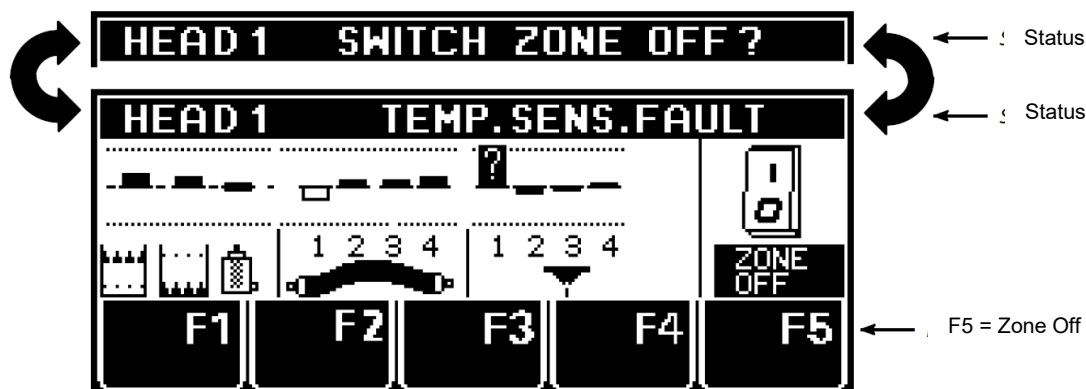 HEAD 1 SWITCH ZONE OFF ?
Status
HEAD 1 TEMP.SENS.FAULT
Status
?
I
O
1 2 3 4 1 2 3 4
ZONE
OFF
F1 F2 F3 F4 F5
F5 = Zone Off